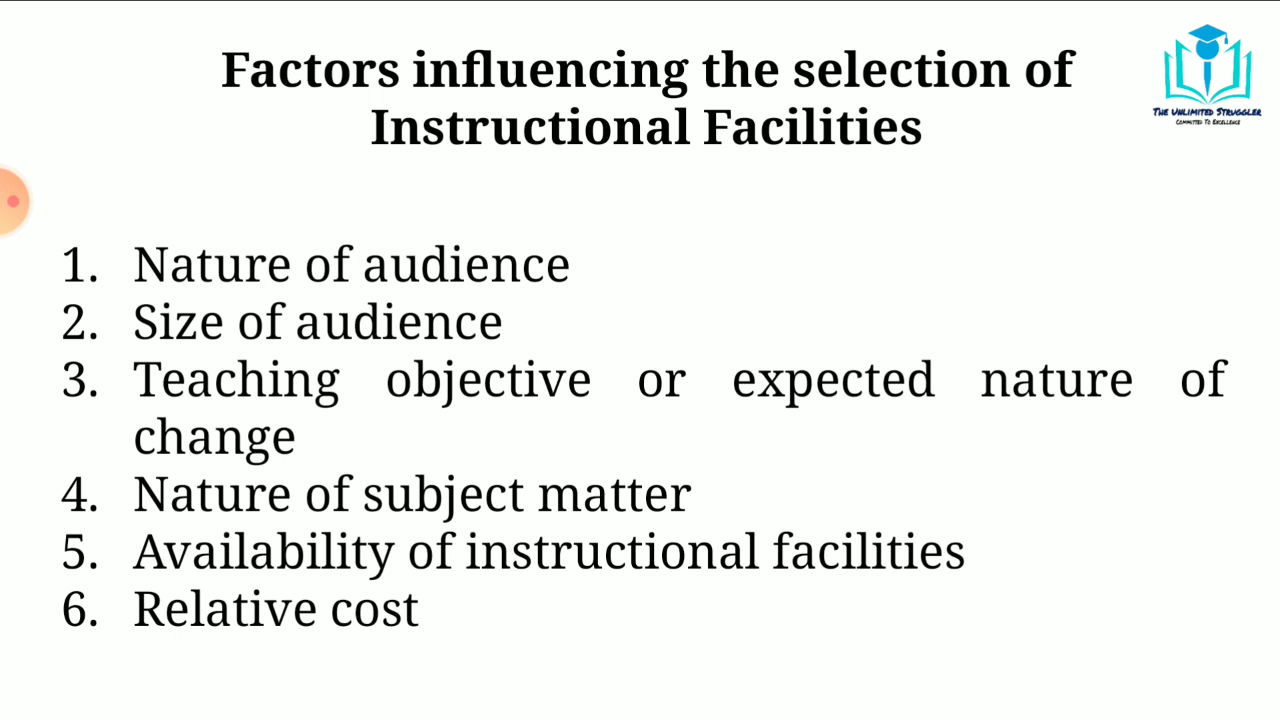 Factors influencing the selection of
Instructional Facilities
THE UNLIMITED STRUGGLER
COMMITTED TO EXCELLENCE
1. Nature of audience
2. Size of audience
3. Teaching objective or expected nature of
change
4. Nature of subject matter
5. Availability of instructional facilities
6. Relative cost